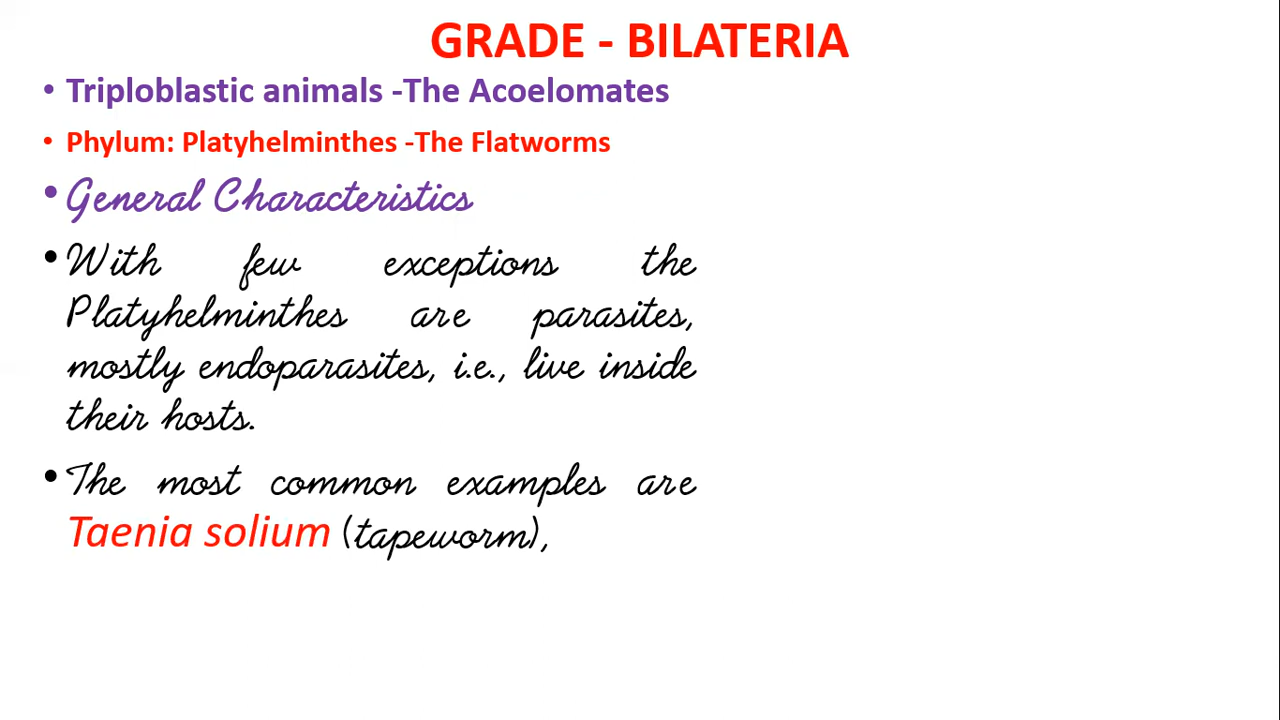 GRADE - BILATERIA
• Triploblastic animals -The Acoelomates
• Phylum: Platyhelminthes -The Flatworms
• General Characteristics
• With few exceptions the
Platyhelminthes are parasites,
mostly endoparasites, i.e., live inside
their hosts.
• The most common examples are
Taenia solium (tapeworm),